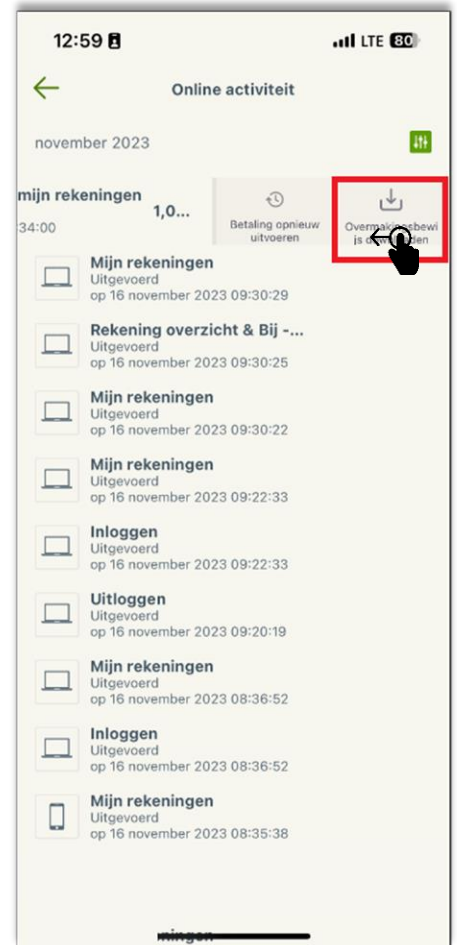 12:59
LTE 80
Online activiteit
november 2023
mijn rekeningen
1,0...
:34:00
Betaling opnieuw
uitvoeren
Overmakingsbewi
Mijn rekeningen
Uitgevoerd
op 16 november 2023 09:30:29
Rekening overzicht & Bij -...
Uitgevoerd
op 16 november 2023 09:30:25
Mijn rekeningen
Uitgevoerd
op 16 november 2023 09:30:22
Mijn rekeningen
Uitgevoerd
op 16 november 2023 09:22:33
Inloggen
Uitgevoerd
op 16 november 2023 09:22:33
Uitloggen
Uitgevoerd
op 16 november 2023 09:20:19
Mijn rekeningen
Uitgevoerd
op 16 november 2023 08:36:52
Inloggen
Uitgevoerd
op 16 november 2023 08:36:52
Mijn rekeningen
Uitgevoerd
op 16 november 2023 08:35:38